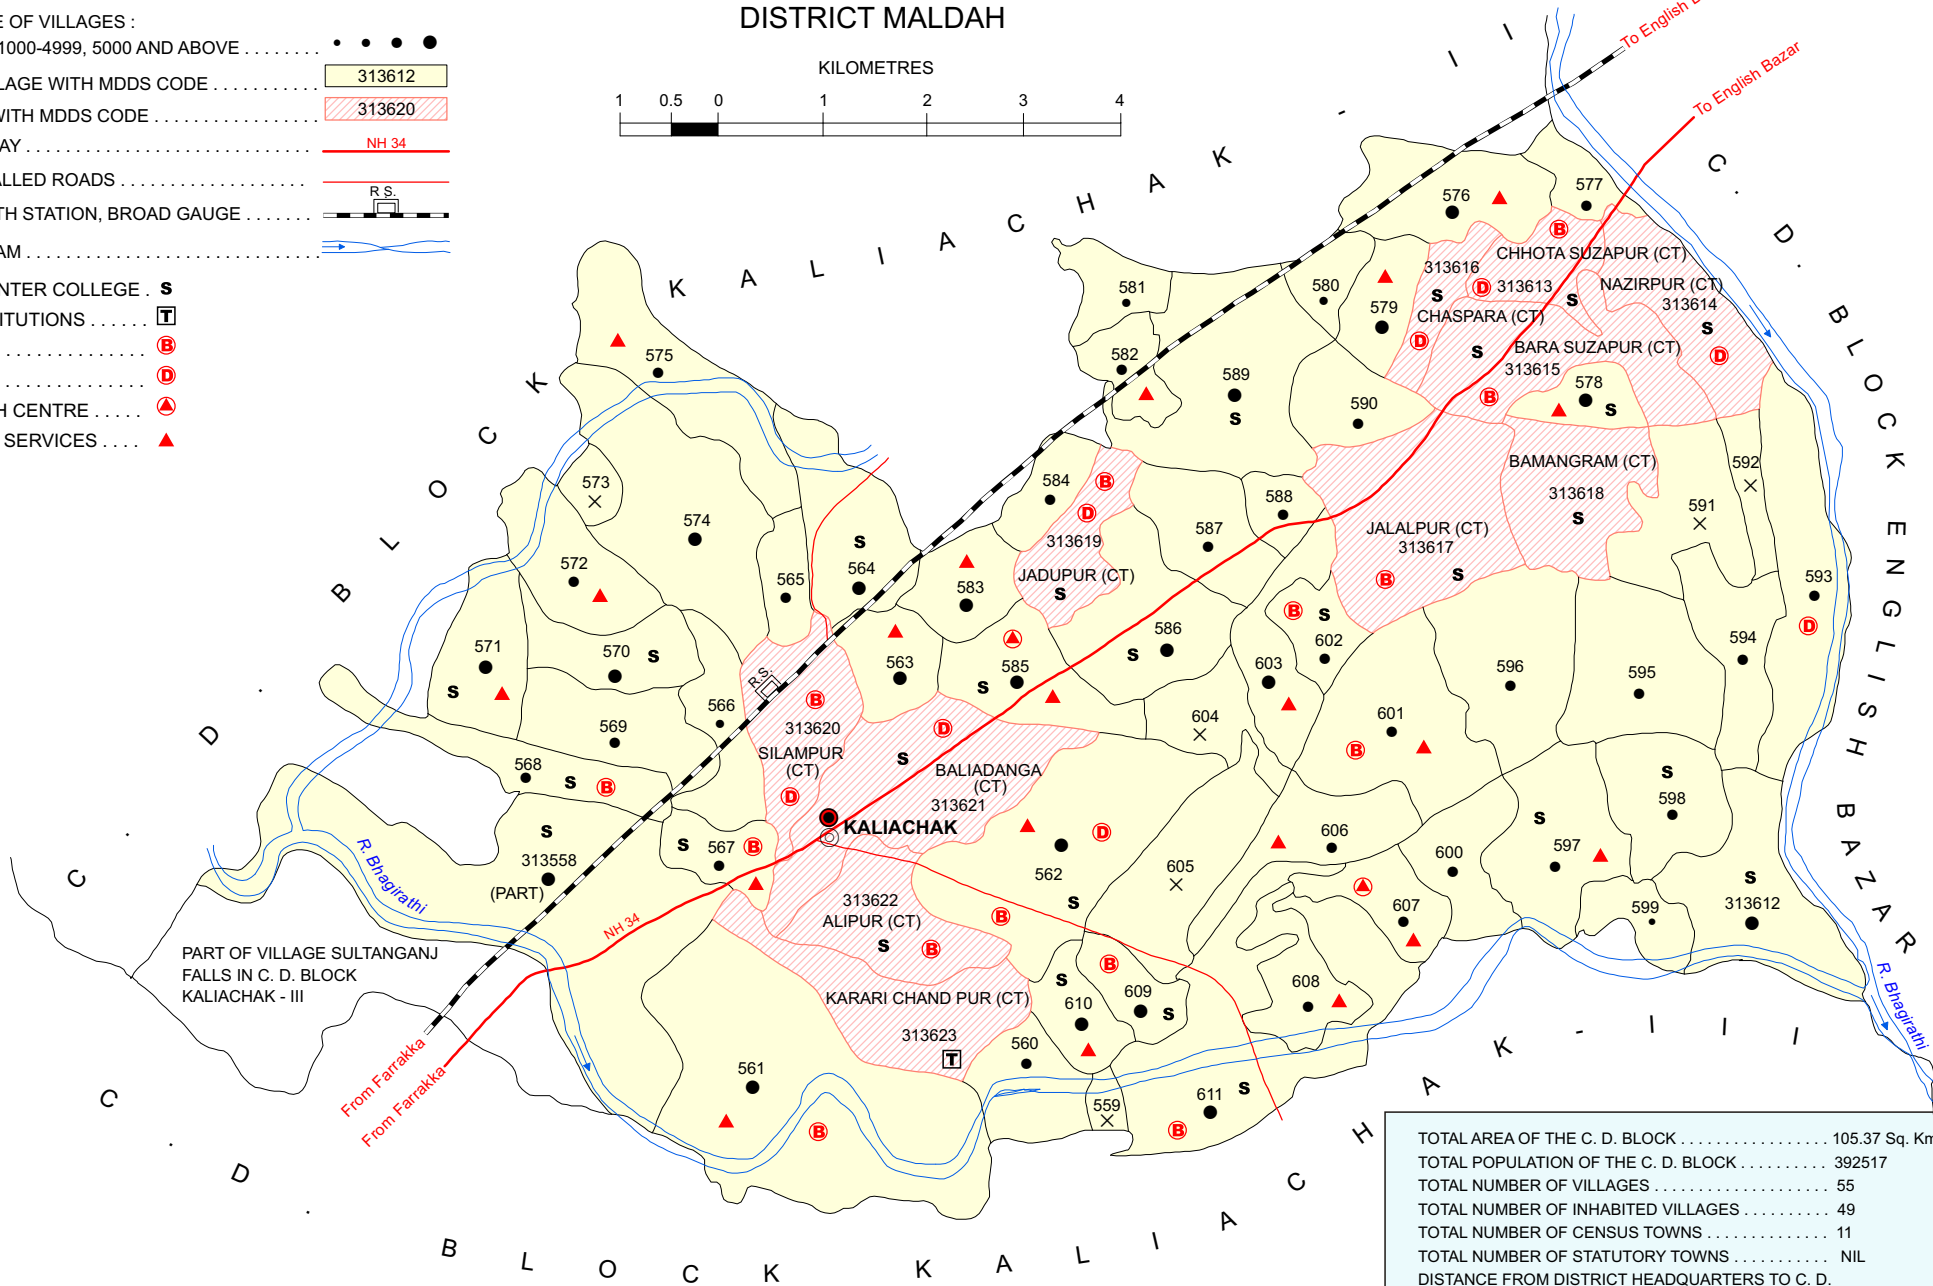 DISTRICT MALDAH
KILOMETRES
1 0.5 0 1 2 3 4
E OF VILLAGES :
1000-4999, 5000 AND ABOVE . . . . . . . .
LAGE WITH MDDS CODE . . . . . . . . . . . 313612
WITH MDDS CODE . . . . . . . . . . . . . . . . . 313620
AY . . . . . . . . . . . . . . . . . . . . . . . . . . . . . NH 34
ALLED ROADS . . . . . . . . . . . . . . . . . . .
R S.
TH STATION, BROAD GAUGE . . . . . . .
AM . . . . . . . . . . . . . . . . . . . . . . . . . . . . . .
NTER COLLEGE . S
ITUTIONS . . . . . . T
. . . . . . . . . . . . . . B
. . . . . . . . . . . . . . D
H CENTRE . . . . .
SERVICES . . . .
To English B
To English Bazar
C. D. BLOCK KALIACHAK - II
C. D. BLOCK ENGLISH BAZAR
C. D. BLOCK KALIACHAK - III
576
577
B
CHHOTA SUZAPUR (CT)
313616
D
313613
NAZIRPUR (CT)
313614
S
S
S
581
580
579
CHASPARA (CT)
D
S
BARA SUZAPUR (CT)
313615
D
582
575
589
S
590
B
578
S
573
574
584
B
D
313619
JADUPUR (CT)
S
588
587
BAMANGRAM (CT)
313618
S
JALALPUR (CT)
313617
B
S
592
591
593
D
572
S
564
565
583
571
S
570
S
563
585
S
586
S
B
S
602
603
596
595
594
R.S.
566
569
B
313620
SILAMPUR
(CT)
D
D
S
BALIADANGA
(CT)
313621
604
601
B
568
S
B
KALIACHAK
S
598
S
313558
(PART)
S
567
B
D
562
S
605
606
600
S
597
S
313612
599
R. Bhagirathi
313622
ALIPUR (CT)
S
B
B
607
NH 34
PART OF VILLAGE SULTANGANJ
FALLS IN C. D. BLOCK
KALIACHAK - III
KARARI CHAND PUR (CT)
313623
T
S
610
B
609
S
608
R. Bhagirathi
From Farrakka
From Farrakka
561
B
560
559
611
S
B
TOTAL AREA OF THE C. D. BLOCK . . . . . . . . . . . . . . . . . 105.37 Sq. Km
TOTAL POPULATION OF THE C. D. BLOCK . . . . . . . . . . 392517
TOTAL NUMBER OF VILLAGES . . . . . . . . . . . . . . . . . . . . 55
TOTAL NUMBER OF INHABITED VILLAGES . . . . . . . . . . 49
TOTAL NUMBER OF CENSUS TOWNS . . . . . . . . . . . . . . 11
TOTAL NUMBER OF STATUTORY TOWNS . . . . . . . . . . . NIL
DISTANCE FROM DISTRICT HEADQUARTERS TO C. D.